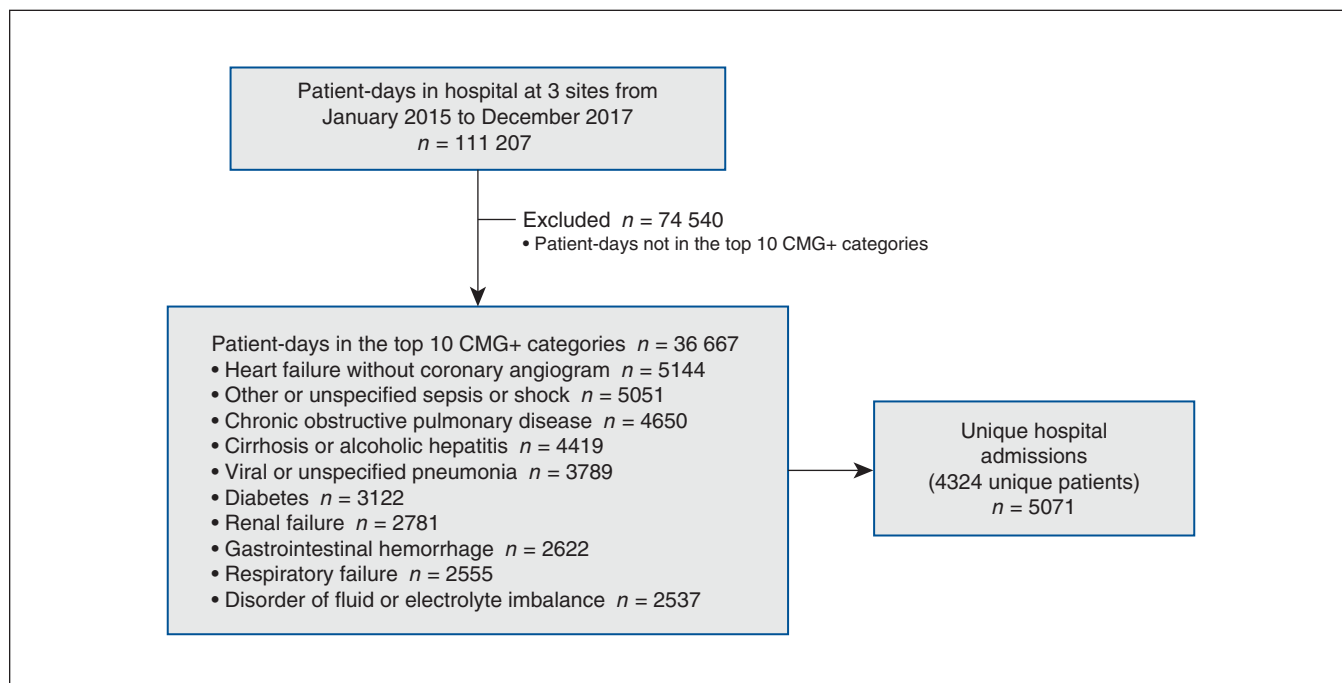 Patient-days in hospital at 3 sites from
January 2015 to December 2017
n = 111 207
Excluded n = 74 540
• Patient-days not in the top 10 CMG+ categories
Patient-days in the top 10 CMG+ categories n = 36 667
• Heart failure without coronary angiogram n = 5144
• Other or unspecified sepsis or shock n = 5051
• Chronic obstructive pulmonary disease n = 4650
• Cirrhosis or alcoholic hepatitis n = 4419
• Viral or unspecified pneumonia n = 3789
• Diabetes n = 3122
• Renal failure n = 2781
• Gastrointestinal hemorrhage n = 2622
• Respiratory failure n = 2555
• Disorder of fluid or electrolyte imbalance n = 2537
Unique hospital
admissions
(4324 unique patients)
n = 5071